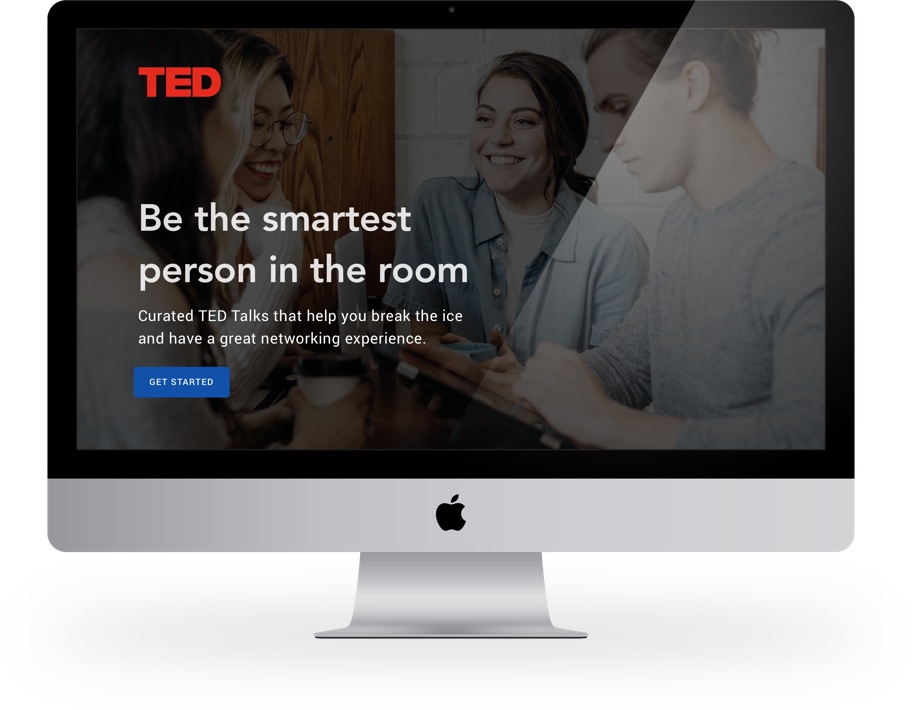 TED
Be the smartest
person in the room
Curated TED Talks that help you break the ice
and have a great networking experience.
GET STARTED